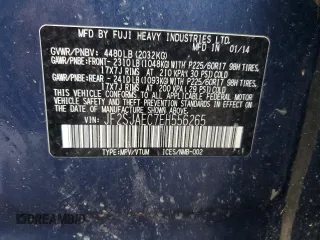 MFD BY FUJI HEAVY INDUSTRIES LTD.
GVWR/PNBV: 4480LB(2032KG) 4R IN 01/14
GAWR/PNBE:FRONT- 2310LB(1048KG)WITH P225/60R17 98H TIRES,
17X7J RIMS AT 210 KPA( 30 PSI)COLD
GAWR/PNBE:REAR - 2410LB(1093KG)WITH P225/60R17 98H TIRES,
17X7J RIMS AT 200 KPA( 29 PSI)COLD
THIS VEHICLE CONFORMS TO ALL APPLICABLE
SAFETY, BUMPER, AND THEFT PREVENTION STANDARDS
IN EFFECT ON THE DATE OF MANUFACTURE SHOWN ABOVE.
VIN: JF2SJAEC7EH556265
TYPE:MPV/VTUM ICES/NMB-002
DREAMBID